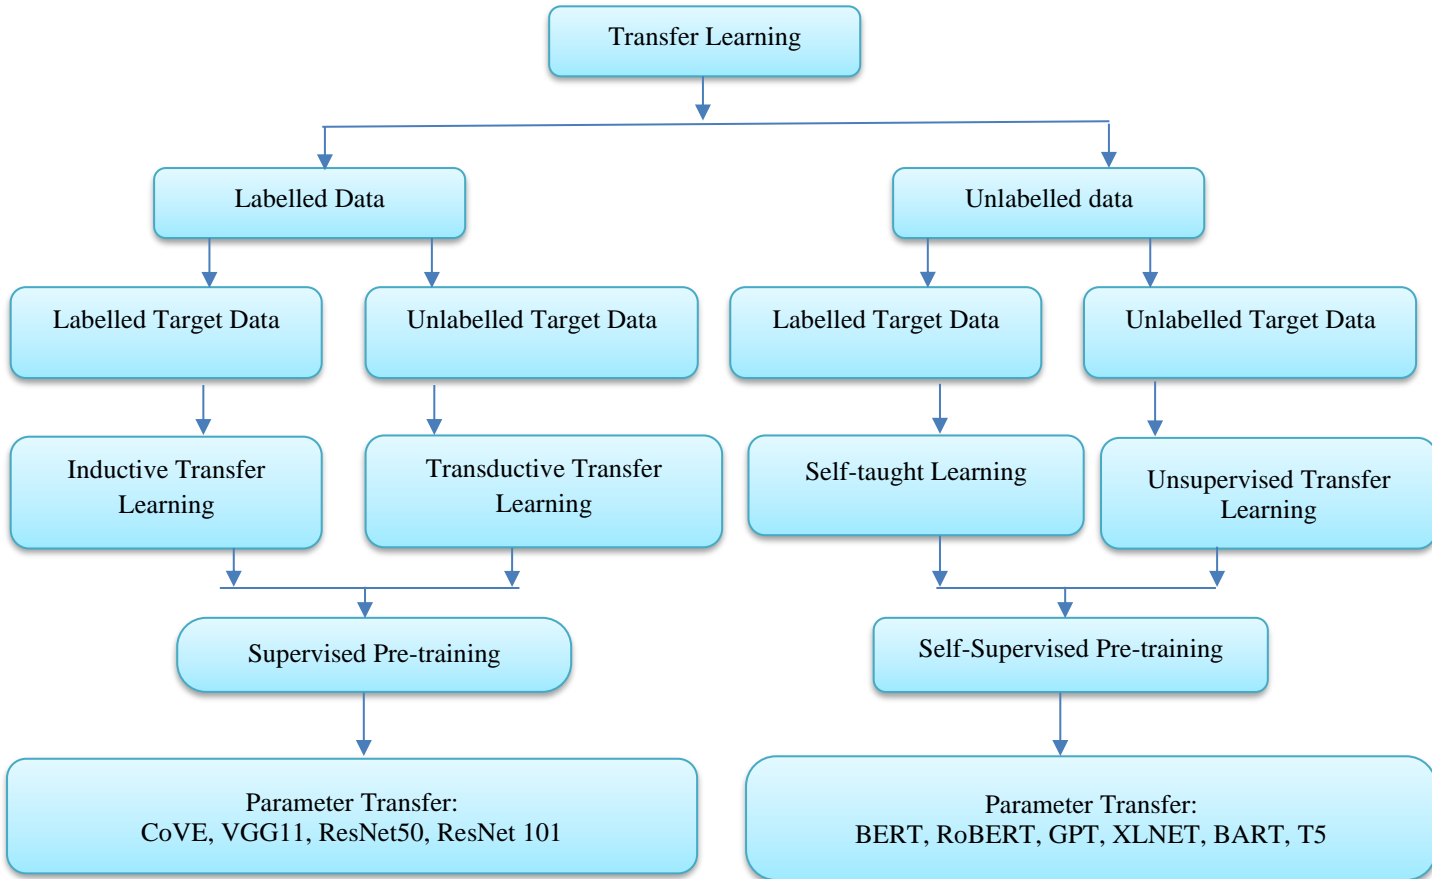 Transfer Learning
Labelled Data
Unlabelled data
Labelled Target Data
Unlabelled Target Data
Labelled Target Data
Unlabelled Target Data
Inductive Transfer
Learning
Transductive Transfer
Learning
Self-taught Learning
Unsupervised Transfer
Learning
Supervised Pre-training
Self-Supervised Pre-training
Parameter Transfer:
CoVE, VGG11, ResNet50, ResNet 101
Parameter Transfer:
BERT, RoBERT, GPT, XLNET, BART, T5